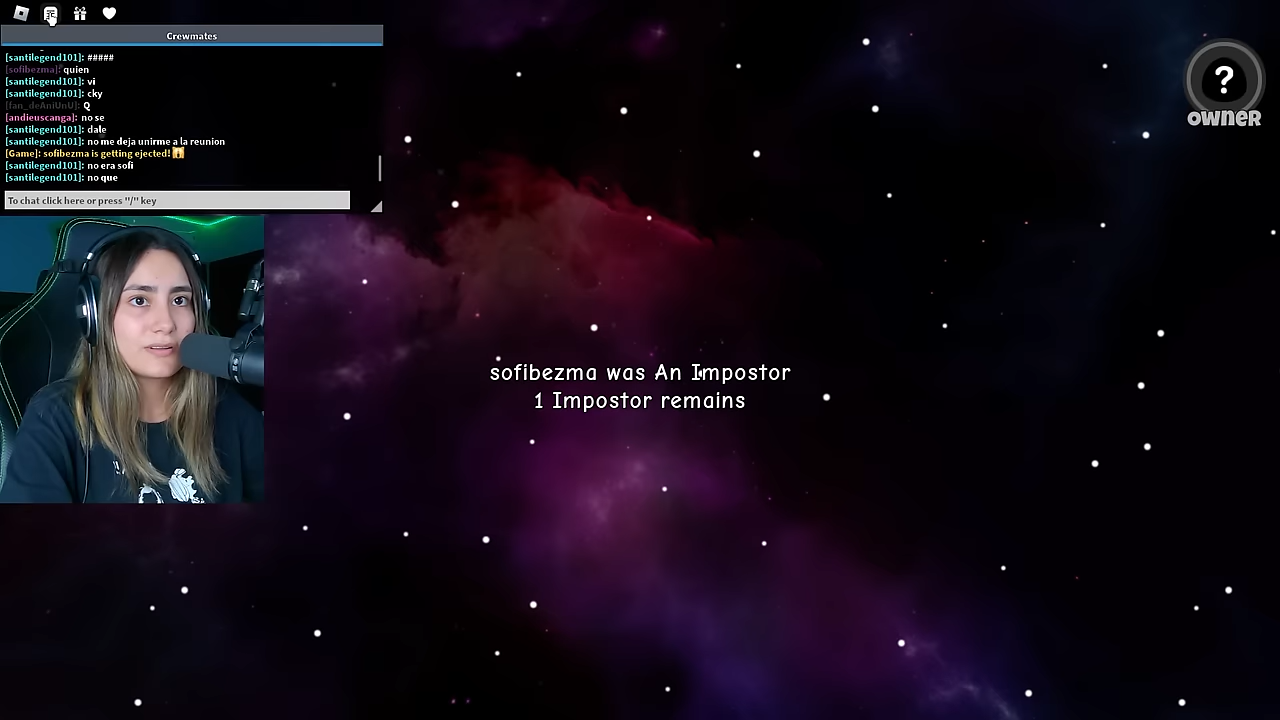 Crewmates
[santilegend101]: #####
[sofibezma]: quien
[santilegend101]: vi
[santilegend101]: cky
[fan_deAniUnU]: Q
[andieuscanga]: no se
[santilegend101]: dale
[santilegend101]: no me deja unirme a la reunion
[Game]: sofibezma is getting ejected!
[santilegend101]: no era sofi
[santilegend101]: no que
To chat click here or press "/" key
?
OWNER
sofibezma was An Impostor
1 Impostor remains